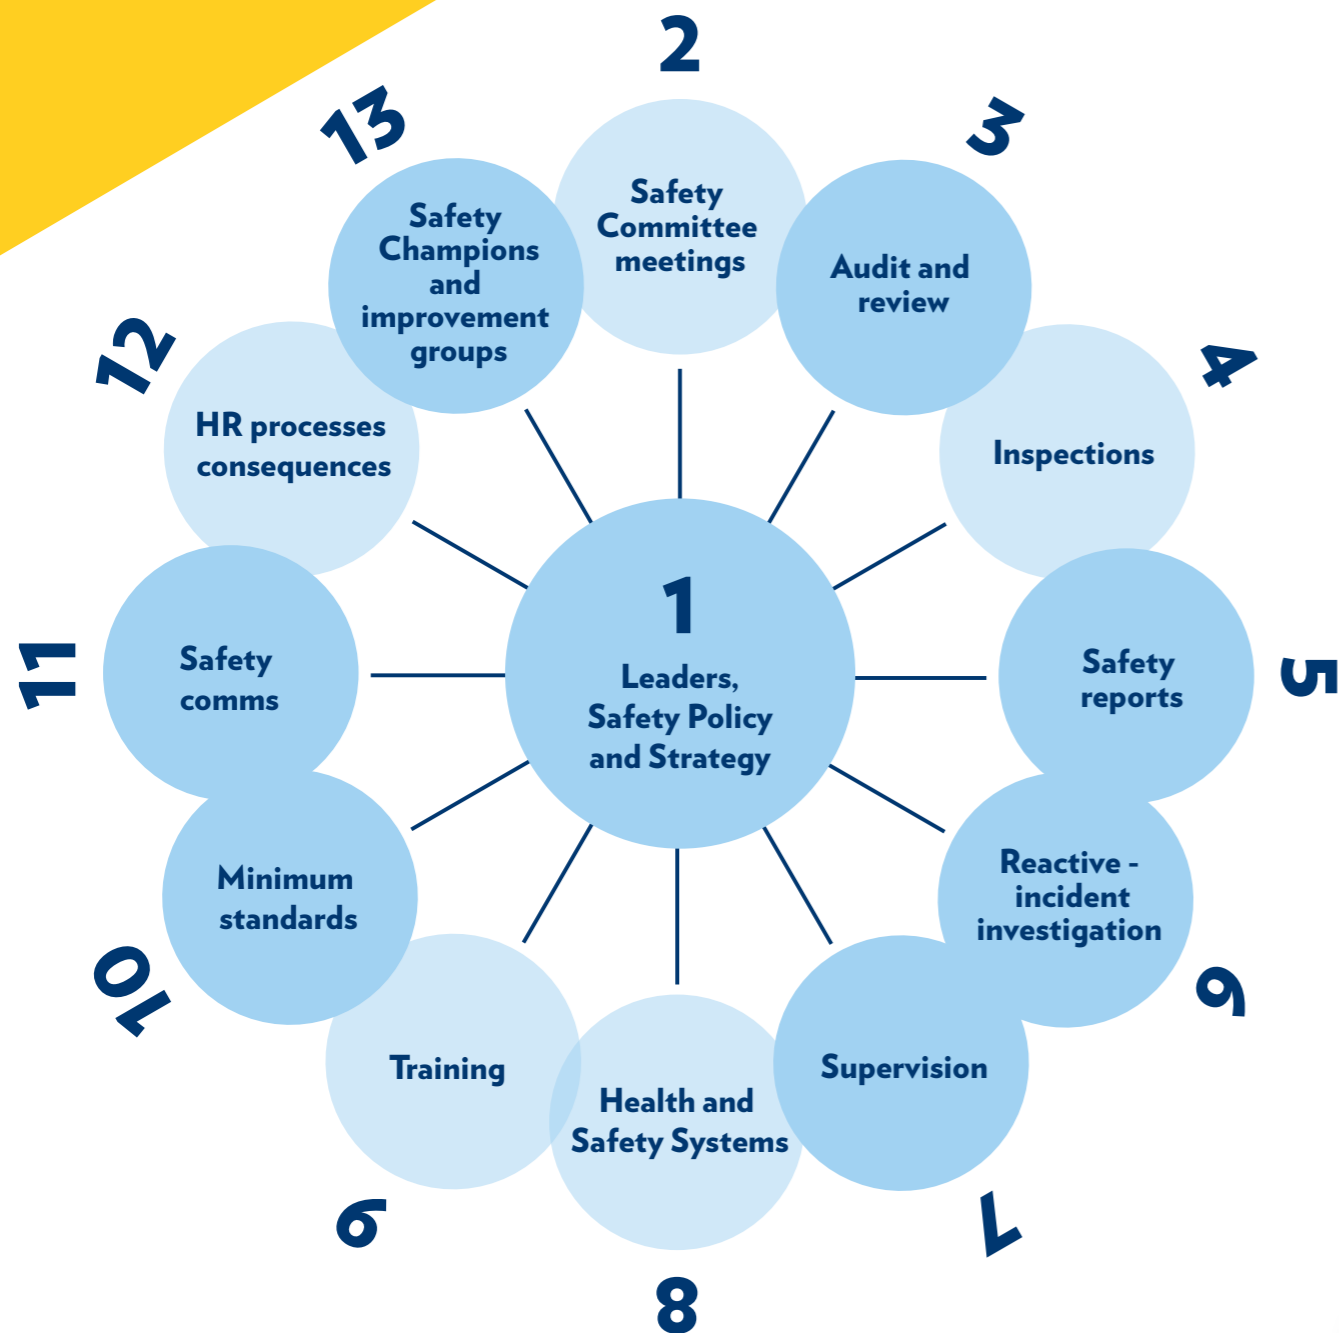 1
Leaders,
Safety Policy
and Strategy
2
Safety
Committee
meetings
3
Audit and
review
4
Inspections
5
Safety
reports
6
Reactive -
incident
investigation
7
Supervision
8
Health and
Safety Systems
9
Training
10
Minimum
standards
11
Safety
comms
12
HR processes
consequences
13
Safety
Champions
and
improvement
groups